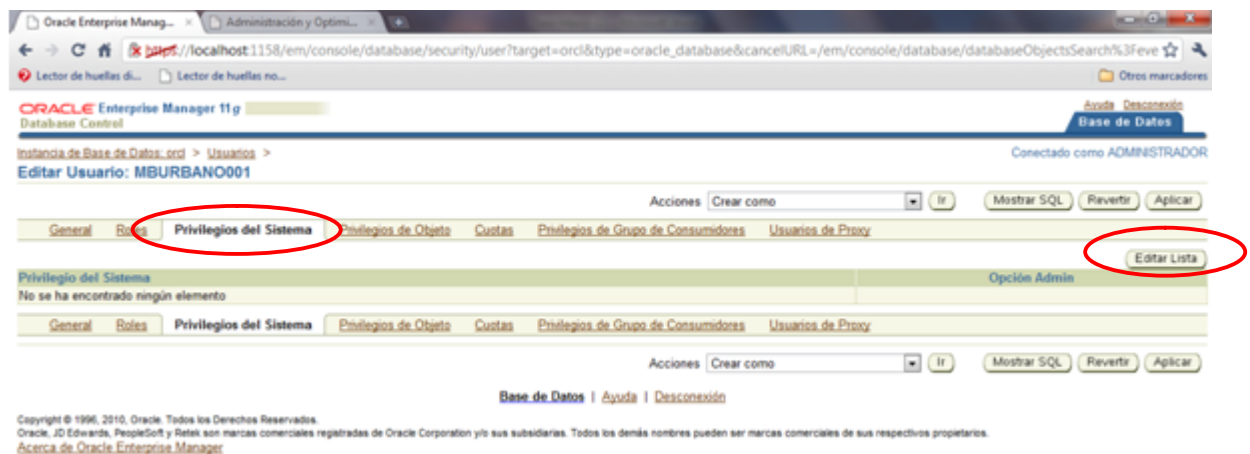 Oracle Enterprise Manag... Administración y Optimi...
https://localhost:1158/em/console/database/security/user?target=orcl&type=oracle_database&cancelURL=/em/console/database/databaseObjectsSearch%3Feve
Lector de huellas di... Lector de huellas no... Otros marcadores
ORACLE Enterprise Manager 11g
Database Control
Ayuda Desconexión
Base de Datos
Instancia de Base de Datos: orcl > Usuarios >
Conectado como ADMINISTRADOR
Editar Usuario: MBURBANO001
Acciones Crear como Ir Mostrar SQL Revertir Aplicar
General Roles Privilegios del Sistema Privilegios de Objeto Cuotas Privilegios de Grupo de Consumidores Usuarios de Proxy
Editar Lista
Privilegio del Sistema Opción Admin
No se ha encontrado ningún elemento
General Roles Privilegios del Sistema Privilegios de Objeto Cuotas Privilegios de Grupo de Consumidores Usuarios de Proxy
Acciones Crear como Ir Mostrar SQL Revertir Aplicar
Base de Datos | Ayuda | Desconexión
Copyright © 1996, 2010, Oracle. Todos los Derechos Reservados.
Oracle, JD Edwards, PeopleSoft y Retek son marcas comerciales registradas de Oracle Corporation y/o sus subsidiarias. Todos los demás nombres pueden ser marcas comerciales de sus respectivos propietarios.
Acerca de Oracle Enterprise Manager